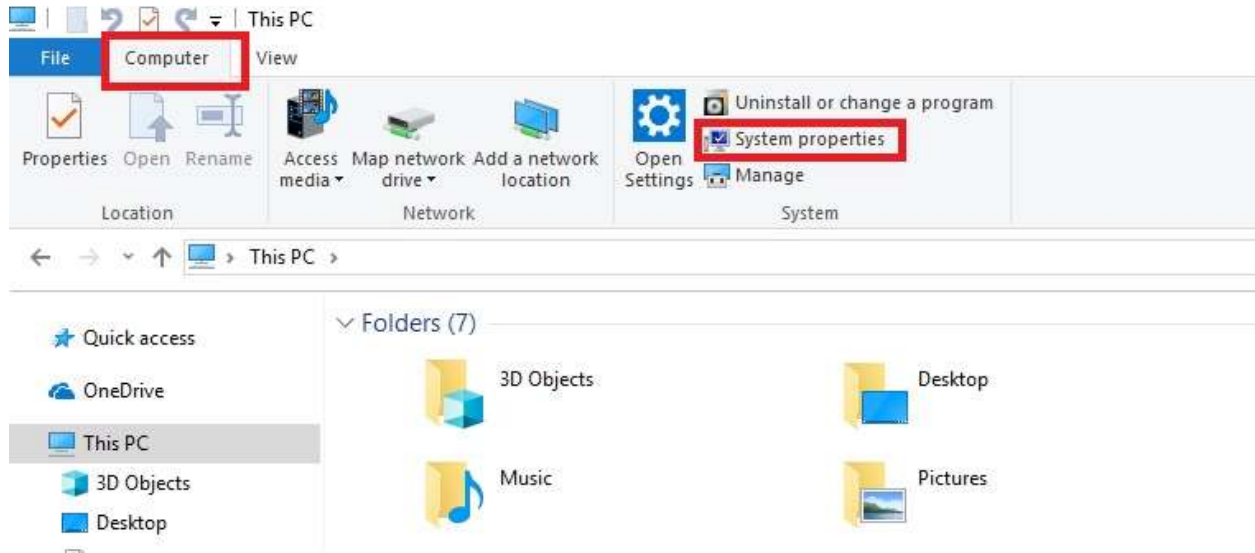 This PC
File Computer View
Properties Open Rename Access media Map network drive Add a network location Open Settings Uninstall or change a program
System properties
Manage
Location Network System
This PC
Quick access
OneDrive
This PC
3D Objects
Desktop
Folders (7)
3D Objects Desktop
Music Pictures